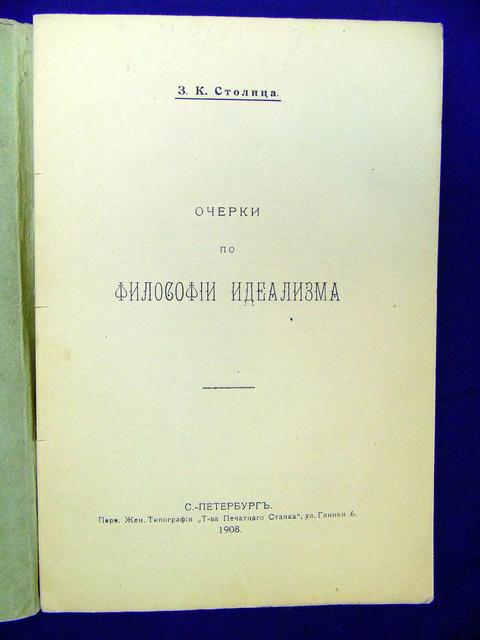 З. К. Столица.
ОЧЕРКИ
ПО
ФИЛОСОФІИ ИДЕАЛИЗМА
С.-ПЕТЕРБУРГЪ.
Перв. Жен. Типографія „Т-ва Печатнаго Станка“, ул. Глинки 6.
1908.